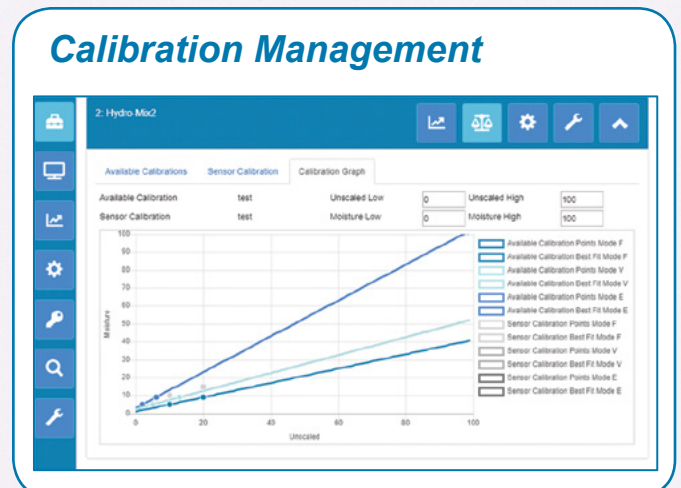 Calibration Management
2: Hydro-Mix2
Available Calibrations Sensor Calibration Calibration Graph
Available Calibration test Unscaled Low 0 Unscaled High 100
Sensor Calibration test Moisture Low 0 Moisture High 100
100
90
80
70
60
50
40
30
20
10
0
Moisture
0 20 40 60 80 100
Unscaled
Available Calibration Points Mode F
Available Calibration Best Fit Mode F
Available Calibration Points Mode V
Available Calibration Best Fit Mode V
Available Calibration Points Mode E
Available Calibration Best Fit Mode E
Sensor Calibration Points Mode F
Sensor Calibration Best Fit Mode F
Sensor Calibration Points Mode V
Sensor Calibration Best Fit Mode V
Sensor Calibration Points Mode E
Sensor Calibration Best Fit Mode E